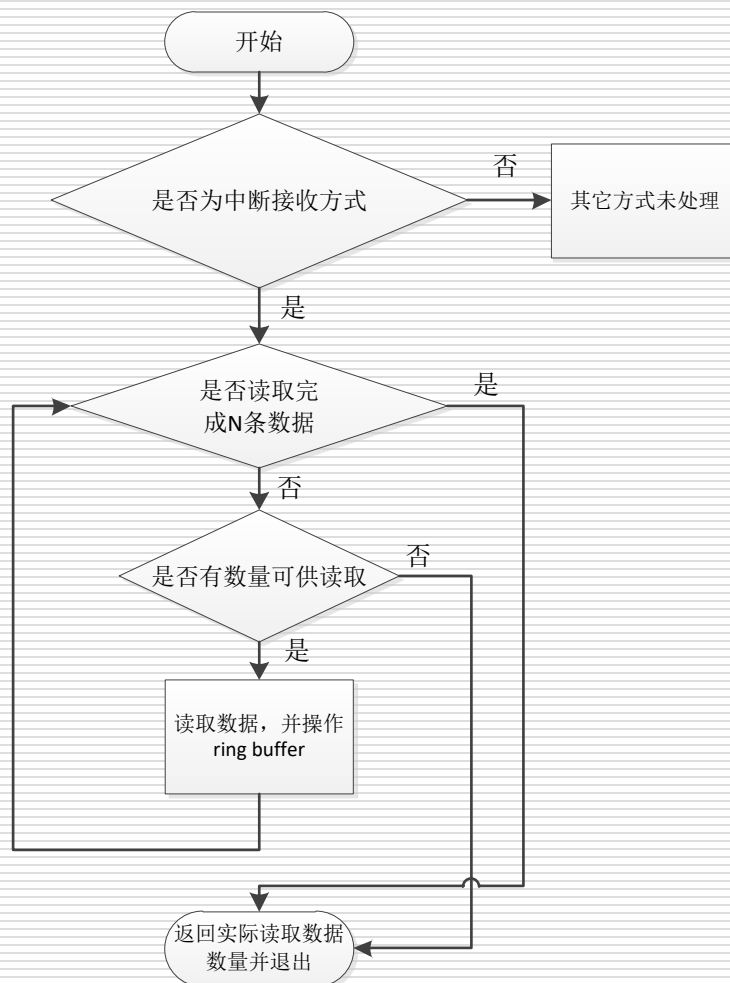 开始
是否为中断接收方式
否
其它方式未处理
是
是否读取完
成N条数据
是
否
是否有数量可供读取
否
是
读取数据，并操作
ring buffer
返回实际读取数据
数量并退出